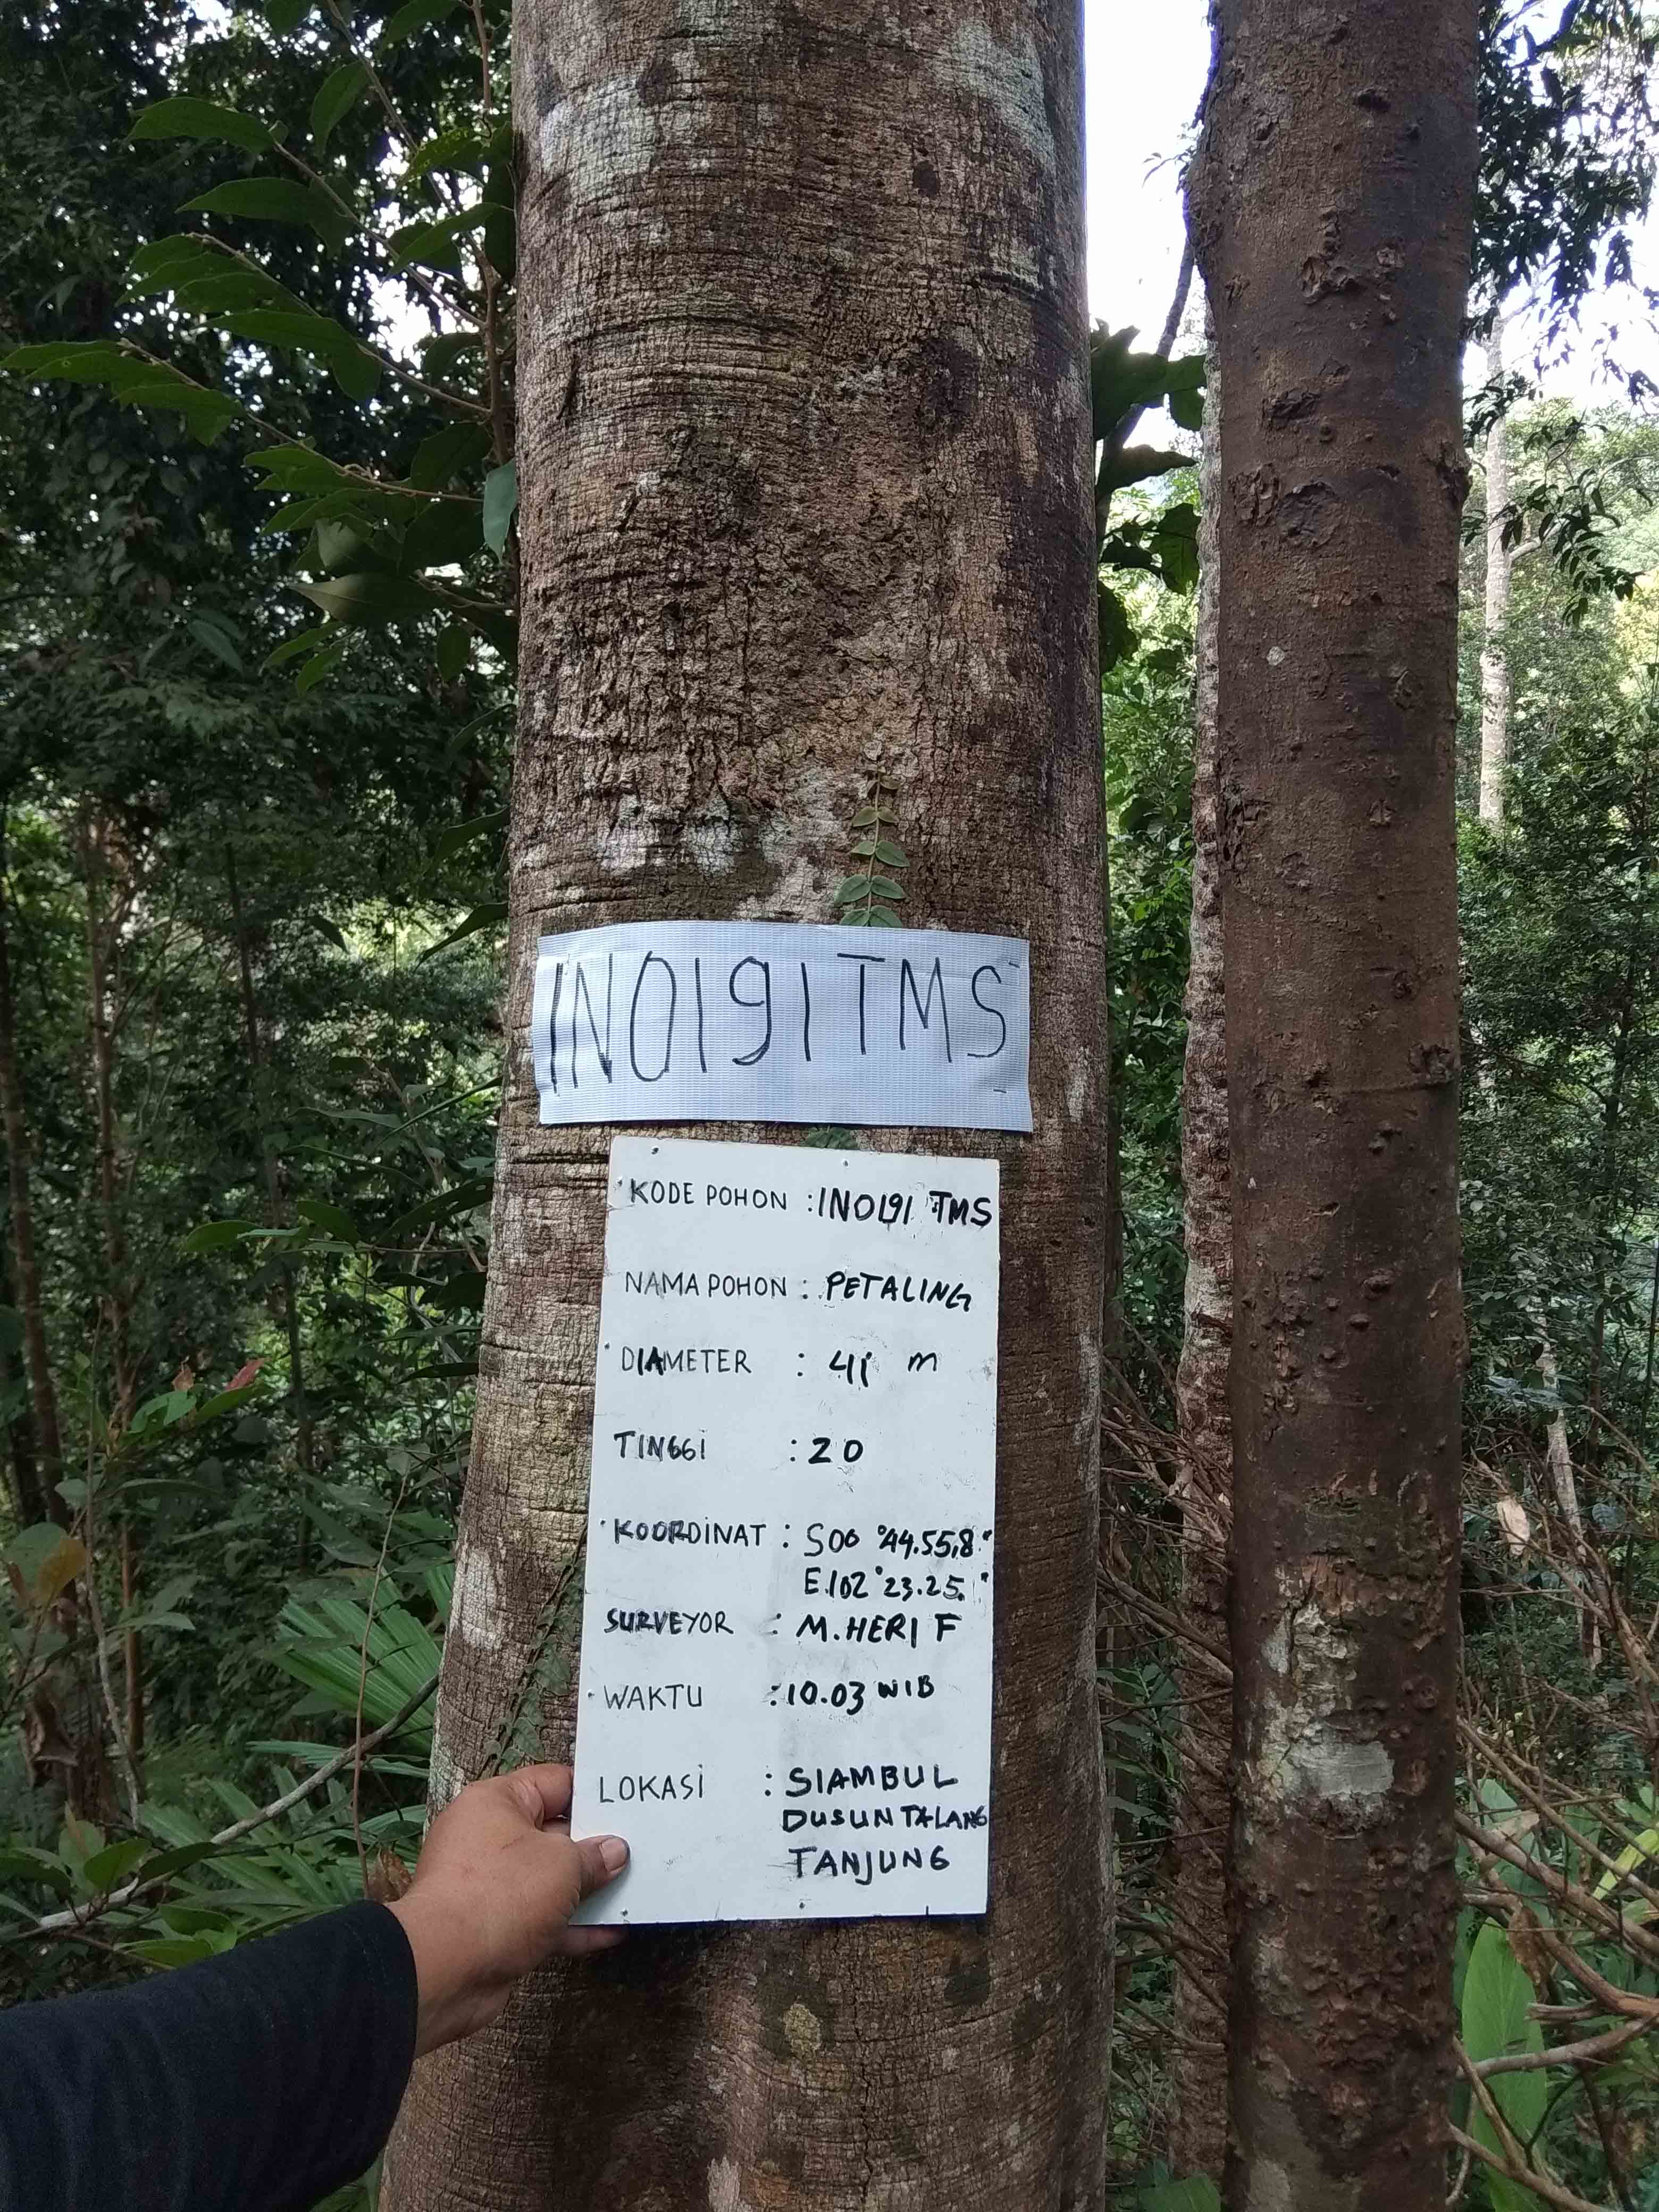 IN0191TMS
KODE POHON : IN0191 TMS
NAMA POHON : PETALING
DIAMETER : 41 m
TINGGI : 20
KOORDINAT : S00 °44.55,8"
E.102°23.25. "
SURVEYOR : M.HERI F
WAKTU : 10.03 WIB
LOKASI : SIAMBUL
DUSUN TALANG
TANJUNG